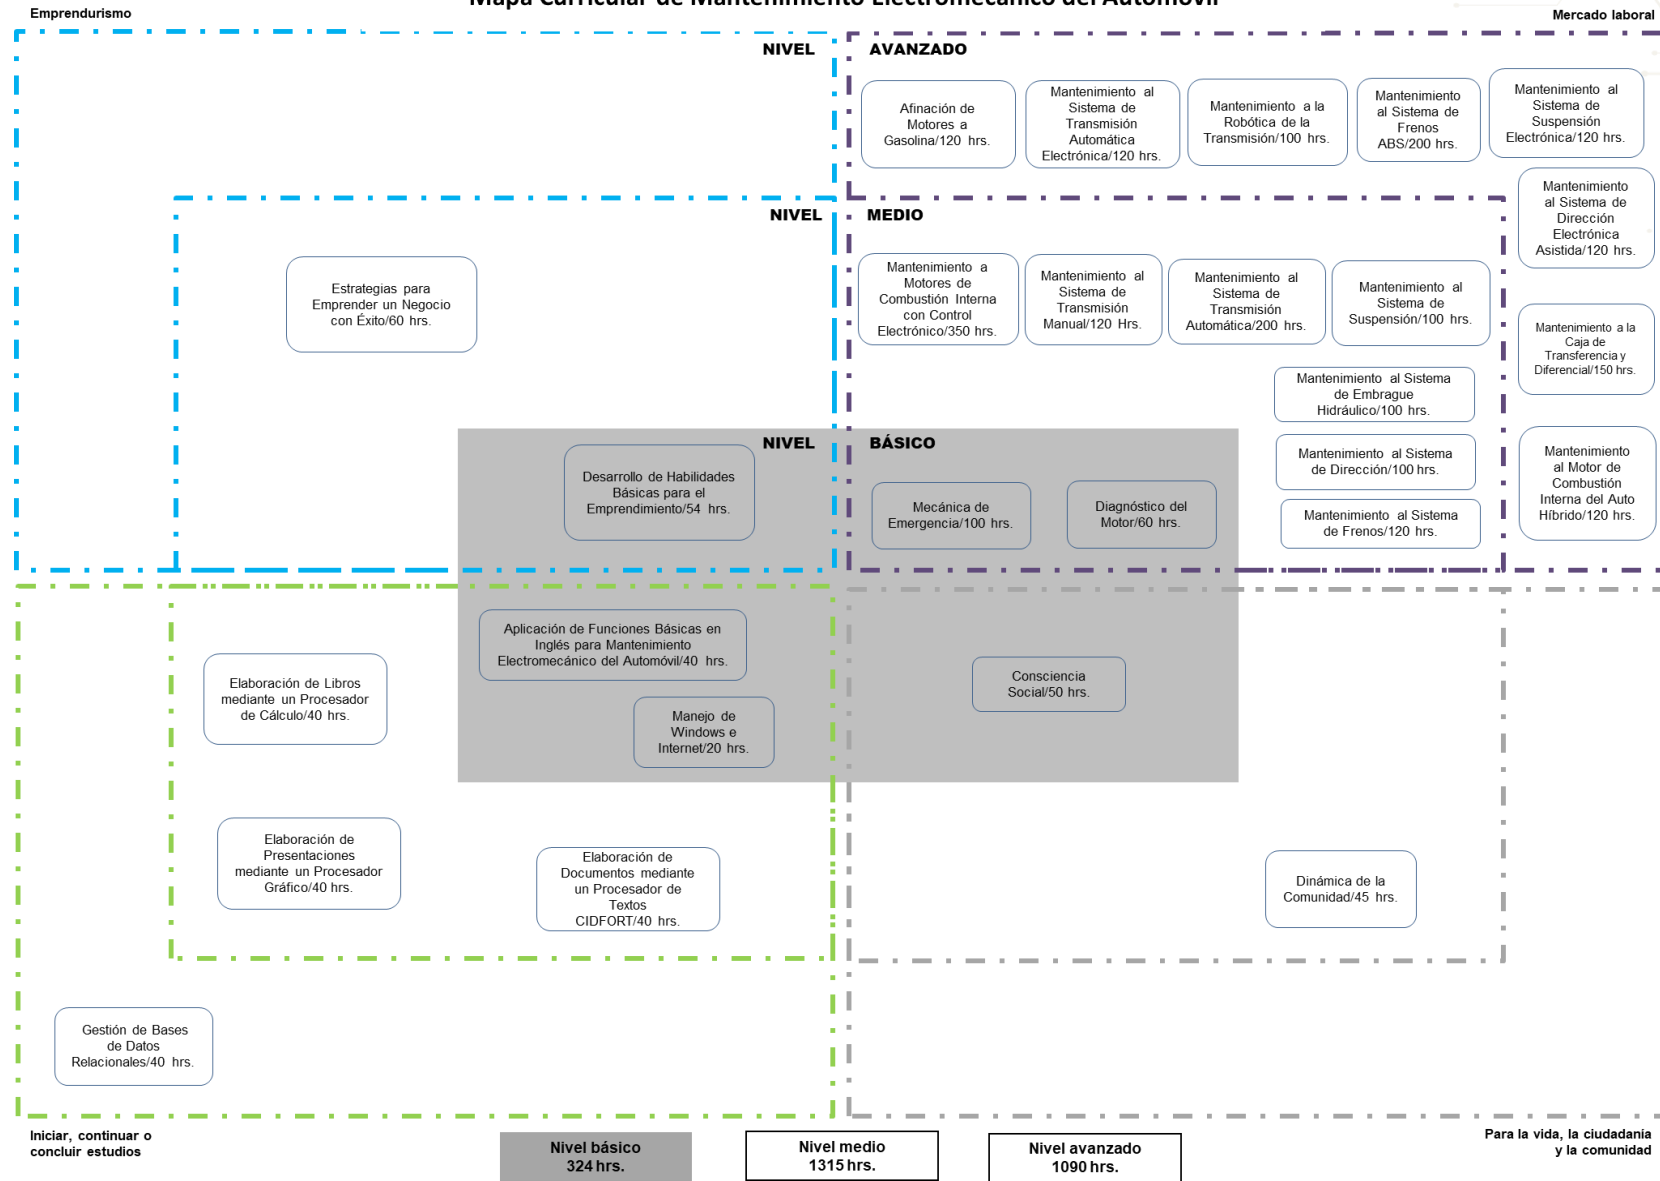 Mapa Curricular de Mantenimiento Electromecánico del Automóvil
Emprendurismo
Mercado laboral
NIVEL
AVANZADO
Afinación de
Motores a
Gasolina/120 hrs.
Mantenimiento al
Sistema de
Transmisión
Automática
Electrónica/120 hrs.
Mantenimiento a la
Robótica de la
Transmisión/100 hrs.
Mantenimiento
al Sistema de
Frenos
ABS/200 hrs.
Mantenimiento al
Sistema de
Suspensión
Electrónica/120 hrs.
Mantenimiento
al Sistema de
Dirección
Electrónica
Asistida/120 hrs.
Mantenimiento a la
Caja de
Transferencia y
Diferencial/150 hrs.
Mantenimiento
al Motor de
Combustión
Interna del Auto
Híbrido/120 hrs.
NIVEL
MEDIO
Estrategias para
Emprender un Negocio
con Éxito/60 hrs.
Mantenimiento a
Motores de
Combustión Interna
con Control
Electrónico/350 hrs.
Mantenimiento al
Sistema de
Transmisión
Manual/120 Hrs.
Mantenimiento al
Sistema de
Transmisión
Automática/200 hrs.
Mantenimiento al
Sistema de
Suspensión/100 hrs.
Mantenimiento al Sistema
de Embrague
Hidráulico/100 hrs.
Mantenimiento al Sistema
de Dirección/100 hrs.
Mantenimiento al Sistema
de Frenos/120 hrs.
NIVEL
BÁSICO
Desarrollo de Habilidades
Básicas para el
Emprendimiento/54 hrs.
Mecánica de
Emergencia/100 hrs.
Diagnóstico del
Motor/60 hrs.
Aplicación de Funciones Básicas en
Inglés para Mantenimiento
Electromecánico del Automóvil/40 hrs.
Manejo de
Windows e
Internet/20 hrs.
Consciencia
Social/50 hrs.
Elaboración de Libros
mediante un Procesador
de Cálculo/40 hrs.
Elaboración de
Presentaciones
mediante un Procesador
Gráfico/40 hrs.
Elaboración de
Documentos mediante
un Procesador de
Textos
CIDFORT/40 hrs.
Dinámica de la
Comunidad/45 hrs.
Gestión de Bases
de Datos
Relacionales/40 hrs.
Iniciar, continuar o
concluir estudios
Nivel básico
324 hrs.
Nivel medio
1315 hrs.
Nivel avanzado
1090 hrs.
Para la vida, la ciudadanía
y la comunidad